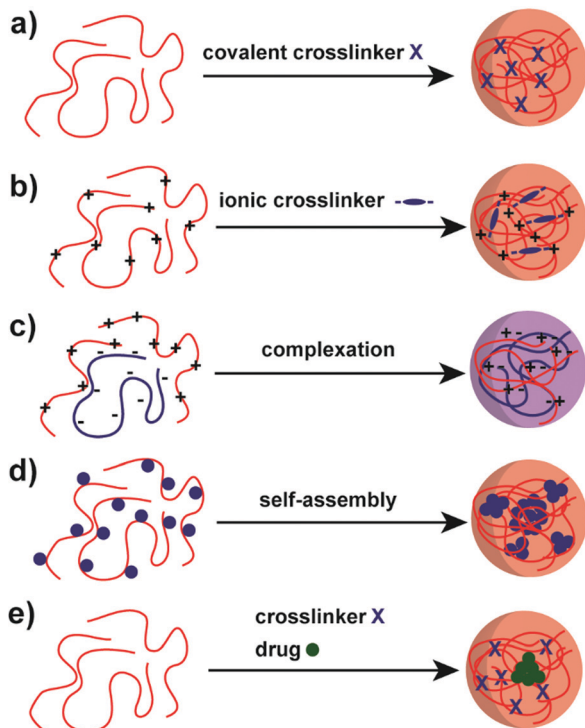 a)
covalent crosslinker X
b)
ionic crosslinker
c)
complexation
d)
self-assembly
e)
crosslinker X
drug